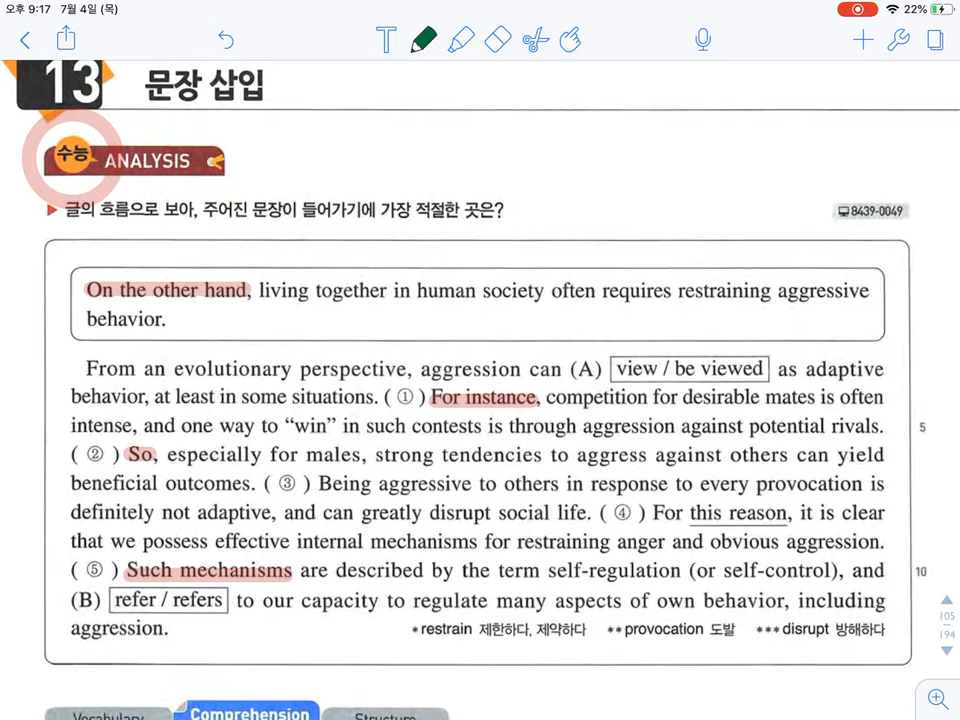 오후 9:17 7월 4일 (목) 22%
13 문장 삽입
수능 ANALYSIS
▶ 글의 흐름으로 보아, 주어진 문장이 들어가기에 가장 적절한 곳은? 8439-0049
On the other hand, living together in human society often requires restraining aggressive
behavior.
From an evolutionary perspective, aggression can (A) view / be viewed as adaptive
behavior, at least in some situations. ( ① ) For instance, competition for desirable mates is often
intense, and one way to “win” in such contests is through aggression against potential rivals. 5
( ② ) So, especially for males, strong tendencies to aggress against others can yield
beneficial outcomes. ( ③ ) Being aggressive to others in response to every provocation is
definitely not adaptive, and can greatly disrupt social life. ( ④ ) For this reason, it is clear
that we possess effective internal mechanisms for restraining anger and obvious aggression.
( ⑤ ) Such mechanisms are described by the term self-regulation (or self-control), and 10
(B) refer / refers to our capacity to regulate many aspects of own behavior, including
aggression. *restrain 제한하다, 제약하다 **provocation 도발 ***disrupt 방해하다
105
194
Vocabulary Comprehension Structure